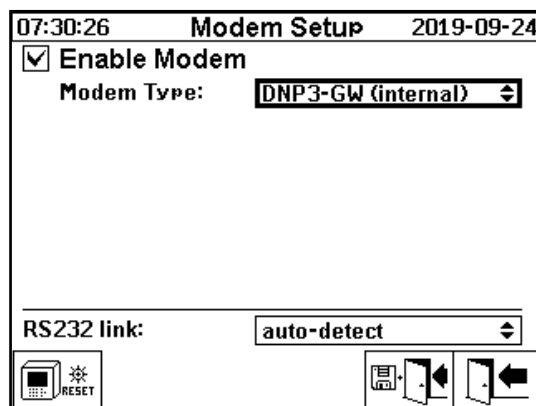 07:30:26 Modem Setup 2019-09-24
Enable Modem
Modem Type: DNP3-GW (internal)
RS232 link: auto-detect
RESET